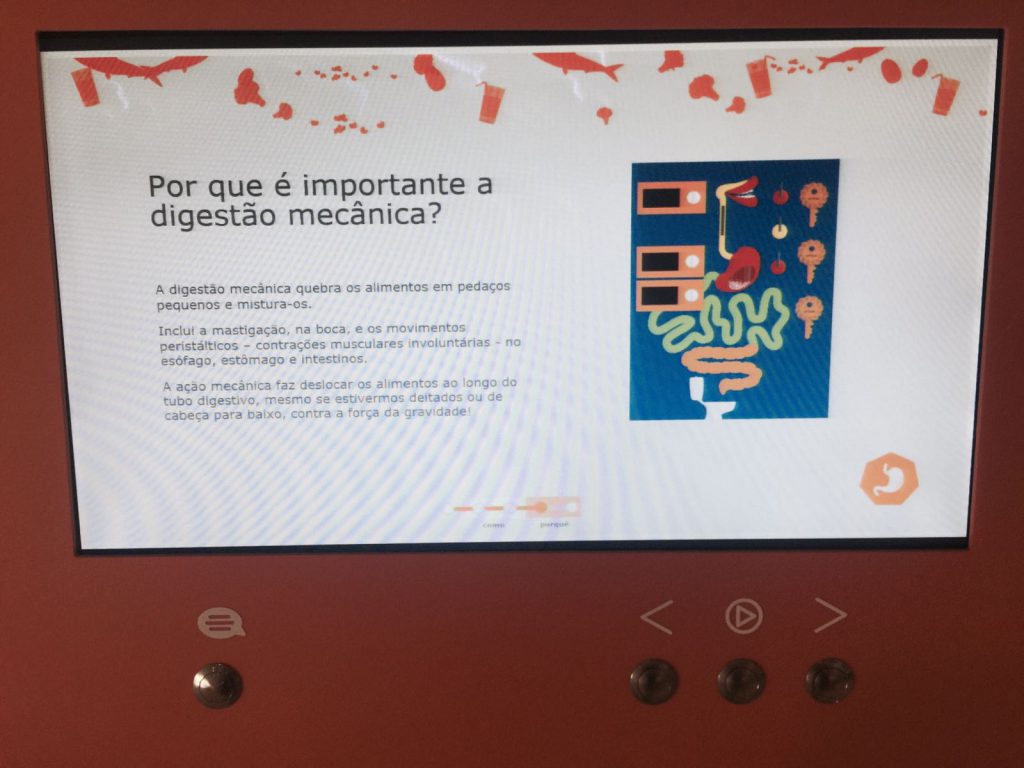 Por que é importante a
digestão mecânica?
A digestão mecânica quebra os alimentos em pedaços
pequenos e mistura-os.
Inclui a mastigação, na boca, e os movimentos
peristálticos – contrações musculares involuntárias - no
esófago, estômago e intestinos.
A ação mecânica faz deslocar os alimentos ao longo do
tubo digestivo, mesmo se estivermos deitados ou de
cabeça para baixo, contra a força da gravidade!
como porquê